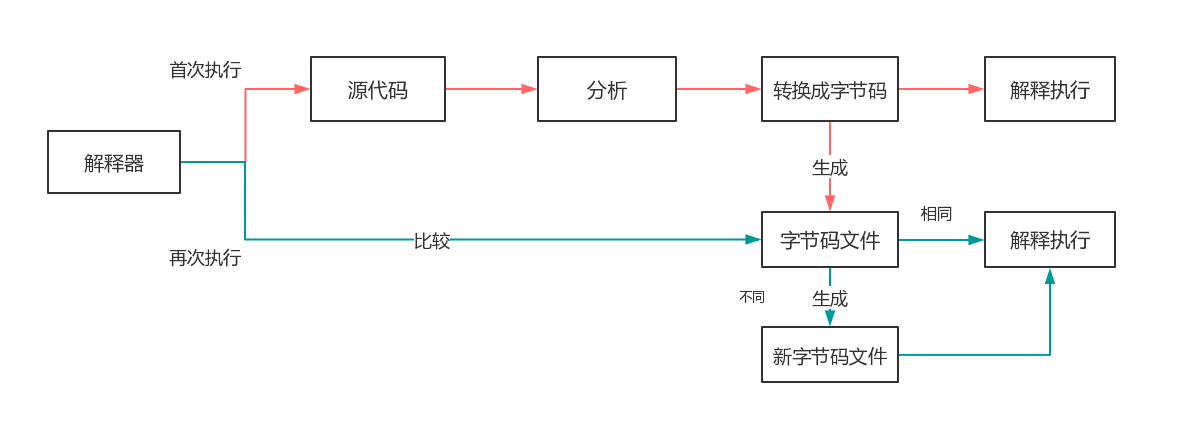 首次执行
源代码
分析
转换成字节码
解释执行
解释器
生成
相同
再次执行
比较
字节码文件
解释执行
不同
生成
新字节码文件